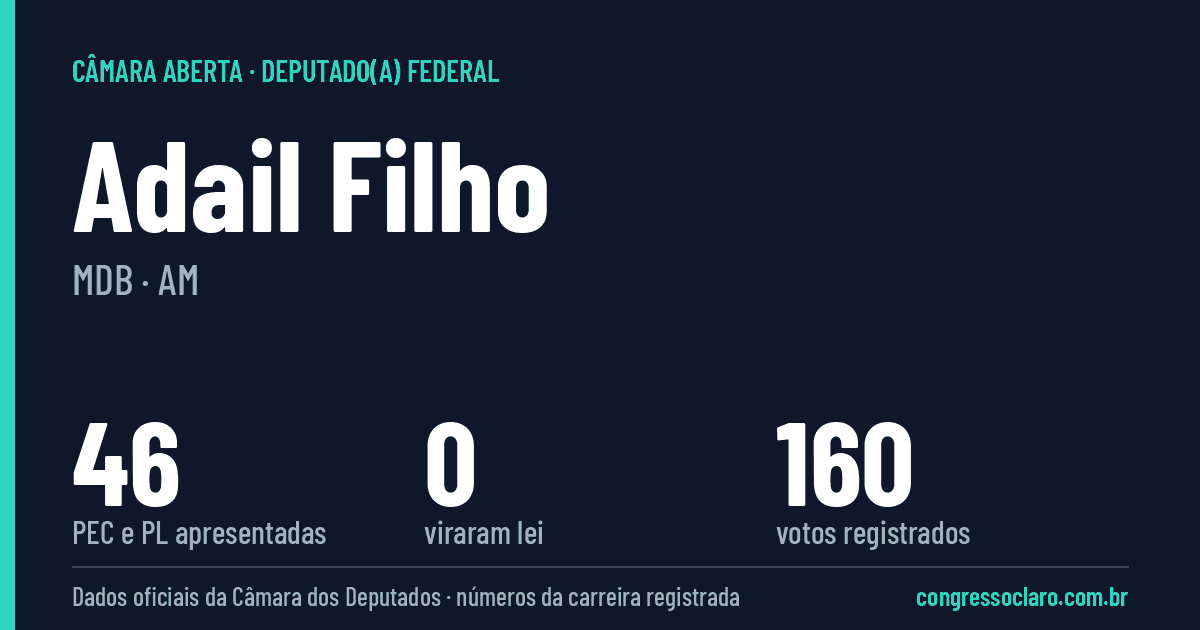 CÂMARA ABERTA · DEPUTADO(A) FEDERAL
Adail Filho
MDB · AM
46 0 160
PEC e PL apresentadas viraram lei votos registrados
Dados oficiais da Câmara dos Deputados · números da carreira registrada congressoclaro.com.br